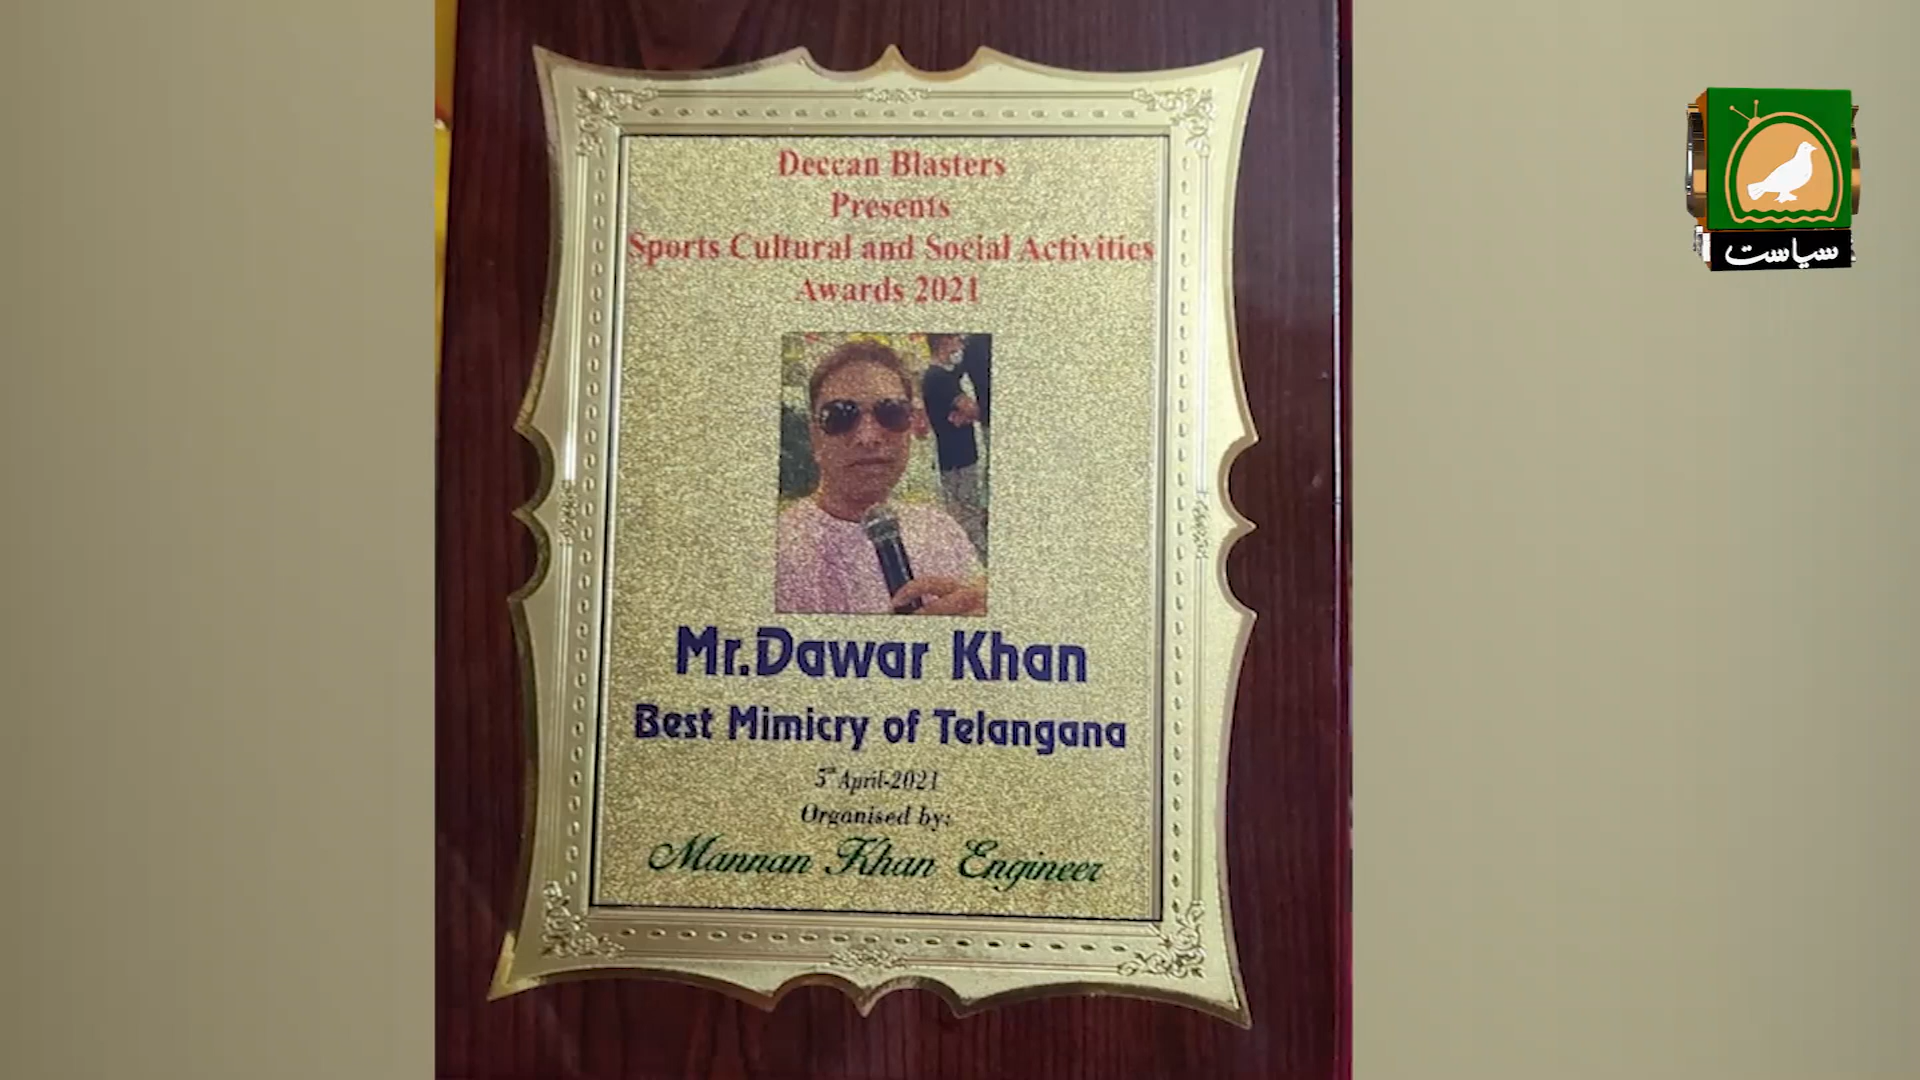 Deccan Blasters
Presents
Sports Cultural and Social Activities
Awards 2021
Mr.Dawar Khan
Best Mimicry of Telangana
5th April-2021
Organised by:
Mannan Khan Engineer
سیاست